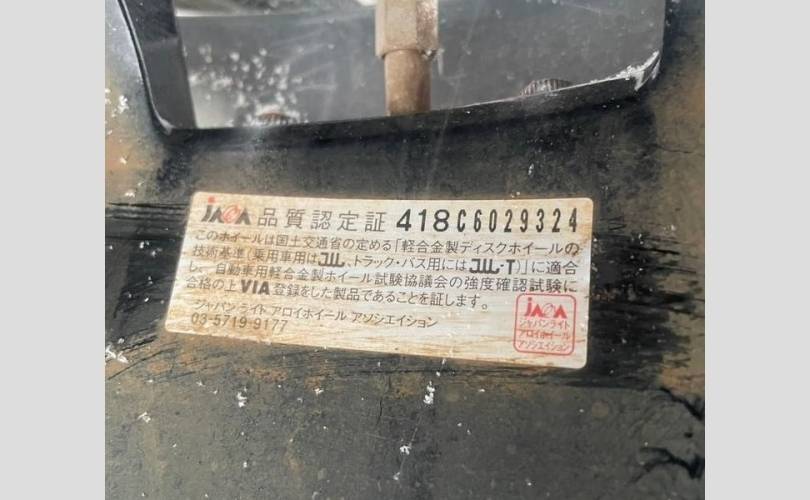 JAWA 品質認定証 418C6029324
このホイールは国土交通省の定める「軽合金製ディスクホイールの
技術基準(乗用車用はJWL、トラック・バス用にはJWL-T)」に適合
し、自動車用軽合金製ホイール試験協議会の強度確認試験に
合格の上VIA登録をした製品であることを証します。
ジャパン ライト アロイホイール アソシエイション
03-5719-9177
JAWA
ジャパンライト
アロイホイール
アソシエイション